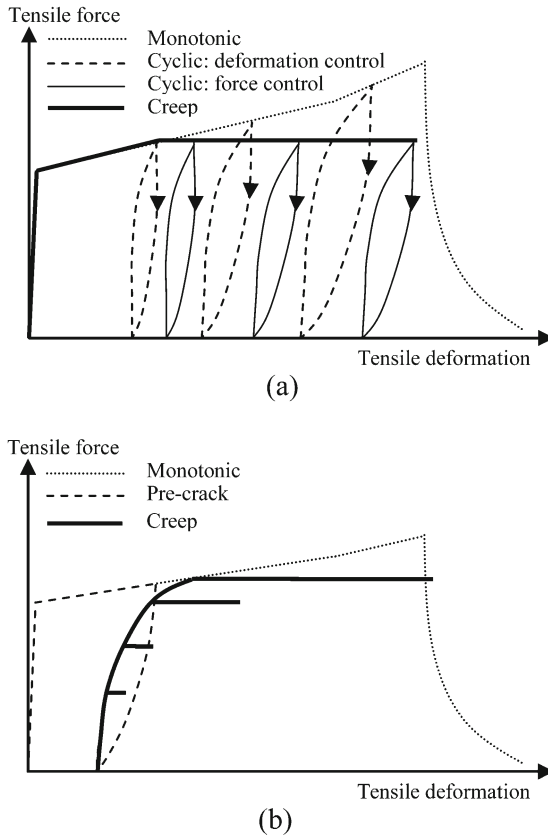 Tensile force
Monotonic
Cyclic: deformation control
Cyclic: force control
Creep
Tensile deformation
(a)
Tensile force
Monotonic
Pre-crack
Creep
Tensile deformation
(b)